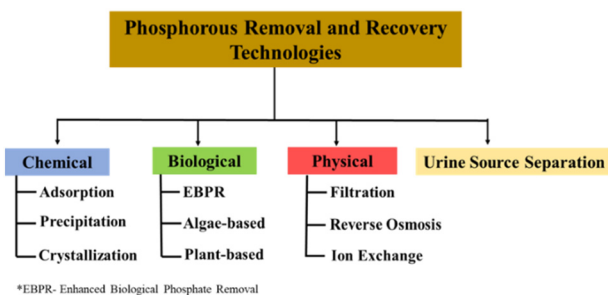 Phosphorous Removal and Recovery
Technologies
Chemical
Biological
Physical
Urine Source Separation
Adsorption
EBPR
Filtration
Precipitation
Algae-based
Reverse Osmosis
Crystallization
Plant-based
Ion Exchange
*EBPR- Enhanced Biological Phosphate Removal